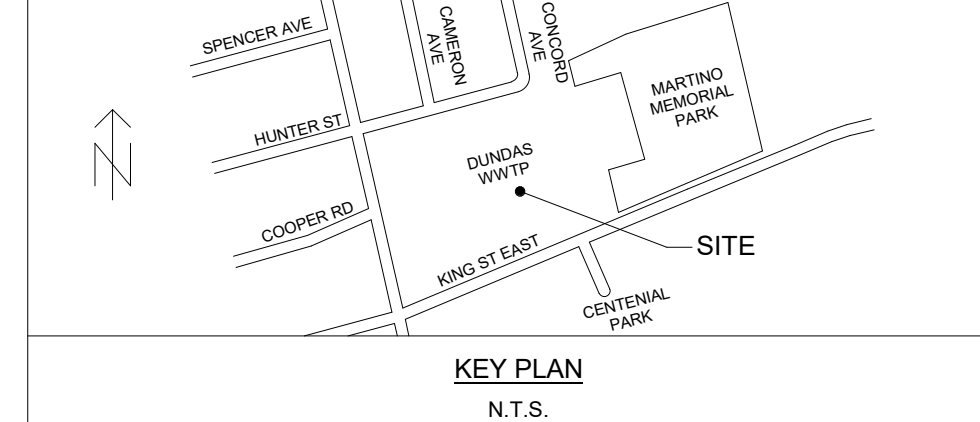 SPENCER AVE
CAMERON
AVE
CONCORD
AVE
MARTINO
MEMORIAL
PARK
HUNTER ST
N
DUNDAS
WWTP
COOPER RD
KING ST EAST
SITE
CENTENIAL
PARK
KEY PLAN
N.T.S.